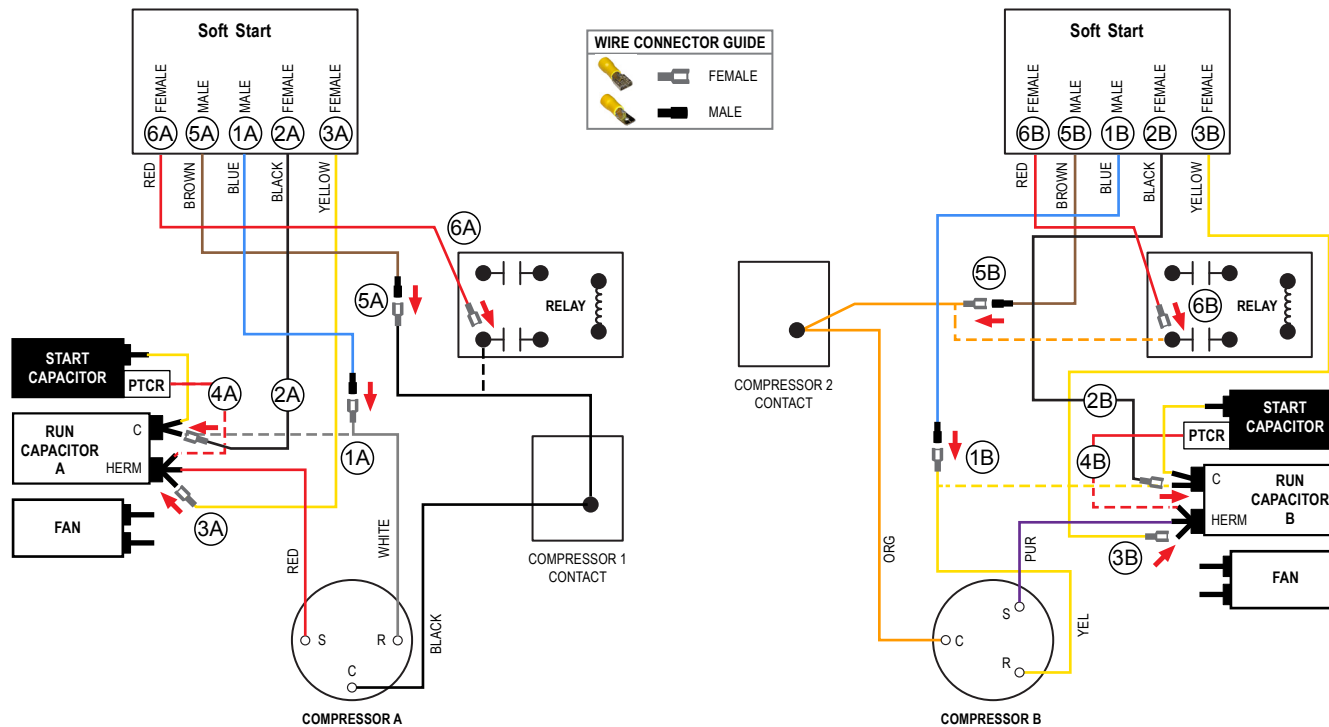 Soft Start
FEMALE
MALE
MALE
FEMALE
FEMALE
6A
5A
1A
2A
3A
RED
BROWN
BLUE
BLACK
YELLOW
WIRE CONNECTOR GUIDE
FEMALE
MALE
Soft Start
FEMALE
MALE
MALE
FEMALE
FEMALE
6B
5B
1B
2B
3B
RED
BROWN
BLUE
BLACK
YELLOW
6A
5A
RELAY
START
CAPACITOR
PTCR
4A
2A
C
RUN
CAPACITOR
A
HERM
1A
FAN
3A
RED
WHITE
BLACK
COMPRESSOR 1
CONTACT
S
R
C
COMPRESSOR A
5B
6B
RELAY
COMPRESSOR 2
CONTACT
2B
START
CAPACITOR
PTCR
1B
4B
C
RUN
CAPACITOR
B
HERM
3B
FAN
ORG
PUR
YEL
S
C
R
COMPRESSOR B